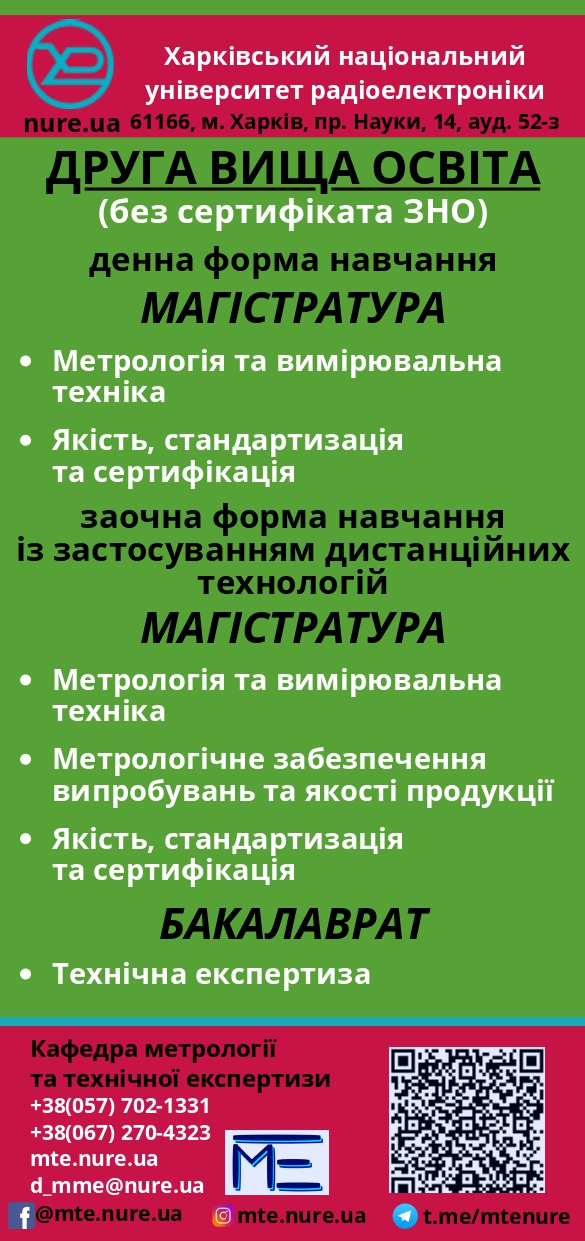 Харківський національний
університет радіоелектроніки
nure.ua 61166, м. Харків, пр. Науки, 14, ауд. 52-з
ДРУГА ВИЩА ОСВІТА
(без сертифіката ЗНО)
денна форма навчання
МАГІСТРАТУРА
• Метрологія та вимірювальна
техніка
• Якість, стандартизація
та сертифікація
заочна форма навчання
із застосуванням дистанційних
технологій
МАГІСТРАТУРА
• Метрологія та вимірювальна
техніка
• Метрологічне забезпечення
випробувань та якості продукції
• Якість, стандартизація
та сертифікація
БАКАЛАВРАТ
• Технічна експертиза
Кафедра метрології
та технічної експертизи
+38(057) 702-1331
+38(067) 270-4323
mte.nure.ua
d_mme@nure.ua
@mte.nure.ua
mte.nure.ua
t.me/mtenure